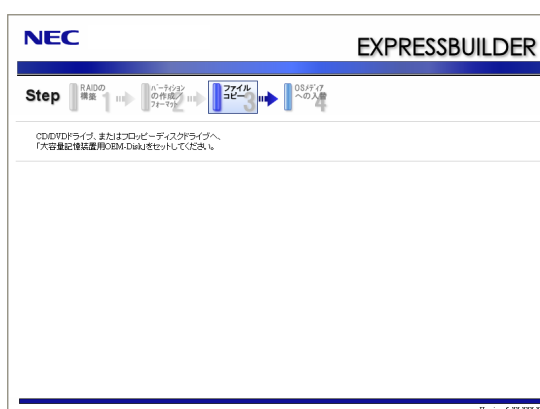 NEC
EXPRESSBUILDER
Step
RAIDの
構築
1
パーティション
の作成/
フォーマット
2
ファイル
コピー
3
OSメディア
への入替
4
CD/DVDドライブ、またはフロッピーディスクドライブへ、
「大容量記憶装置用OEM-Disk」をセットしてください。